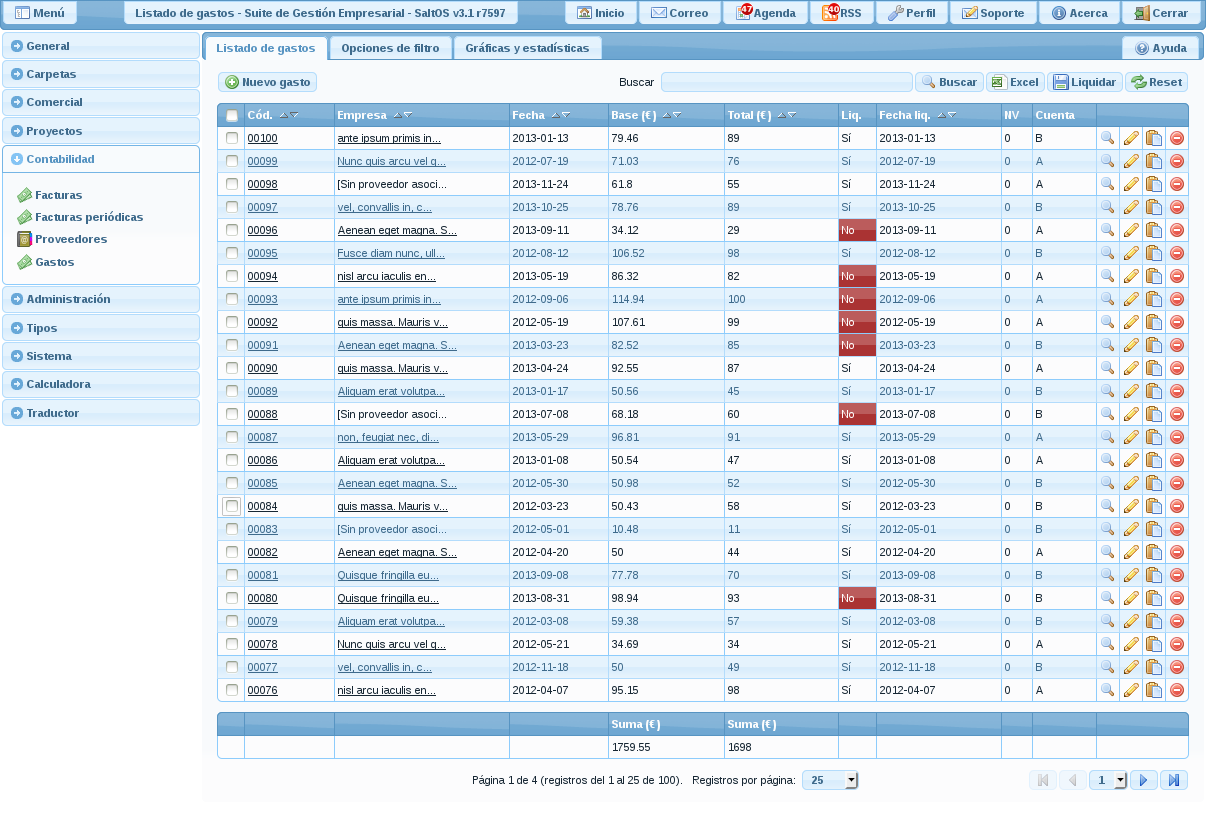 Menú Listado de gastos - Suite de Gestión Empresarial - SaltOS v3.1 r7597 Inicio Correo 47 Agenda 40 RSS Perfil Soporte Acerca Cerrar
General
Carpetas
Comercial
Proyectos
Contabilidad
Facturas
Facturas periódicas
Proveedores
Gastos
Administración
Tipos
Sistema
Calculadora
Traductor
Listado de gastos Opciones de filtro Gráficas y estadísticas Ayuda
Nuevo gasto Buscar Buscar Excel Liquidar Reset
Cód. Empresa Fecha Base (€) Total (€) Liq. Fecha liq. NV Cuenta
00100 ante ipsum primis in... 2013-01-13 79.46 89 Sí 2013-01-13 0 B
00099 Nunc quis arcu vel q... 2012-07-19 71.03 76 Sí 2012-07-19 0 A
00098 [Sin proveedor asoci... 2013-11-24 61.8 55 Sí 2013-11-24 0 A
00097 vel, convallis in, c... 2013-10-25 78.76 89 Sí 2013-10-25 0 B
00096 Aenean eget magna. S... 2013-09-11 34.12 29 No 2013-09-11 0 A
00095 Fusce diam nunc, ull... 2012-08-12 106.52 98 Sí 2012-08-12 0 B
00094 nisl arcu iaculis en... 2013-05-19 86.32 82 No 2013-05-19 0 A
00093 ante ipsum primis in... 2012-09-06 114.94 100 No 2012-09-06 0 A
00092 quis massa. Mauris v... 2012-05-19 107.61 99 No 2012-05-19 0 A
00091 Aenean eget magna. S... 2013-03-23 82.52 85 No 2013-03-23 0 B
00090 quis massa. Mauris v... 2013-04-24 92.55 87 Sí 2013-04-24 0 A
00089 Aliquam erat volutpa... 2013-01-17 50.56 45 Sí 2013-01-17 0 B
00088 [Sin proveedor asoci... 2013-07-08 68.18 60 No 2013-07-08 0 B
00087 non, feugiat nec, di... 2013-05-29 96.81 91 Sí 2013-05-29 0 A
00086 Aliquam erat volutpa... 2013-01-08 50.54 47 Sí 2013-01-08 0 A
00085 Aenean eget magna. S... 2012-05-30 50.98 52 Sí 2012-05-30 0 B
00084 quis massa. Mauris v... 2012-03-23 50.43 58 Sí 2012-03-23 0 B
00083 [Sin proveedor asoci... 2012-05-01 10.48 11 Sí 2012-05-01 0 B
00082 Aenean eget magna. S... 2012-04-20 50 44 Sí 2012-04-20 0 A
00081 Quisque fringilla eu... 2013-09-08 77.78 70 Sí 2013-09-08 0 B
00080 Quisque fringilla eu... 2013-08-31 98.94 93 No 2013-08-31 0 B
00079 Aliquam erat volutpa... 2012-03-08 59.38 57 Sí 2012-03-08 0 B
00078 Nunc quis arcu vel q... 2012-05-21 34.69 34 Sí 2012-05-21 0 A
00077 vel, convallis in, c... 2012-11-18 50 49 Sí 2012-11-18 0 B
00076 nisl arcu iaculis en... 2012-04-07 95.15 98 Sí 2012-04-07 0 A
Suma (€) Suma (€)
1759.55 1698
Página 1 de 4 (registros del 1 al 25 de 100). Registros por página: 25 1